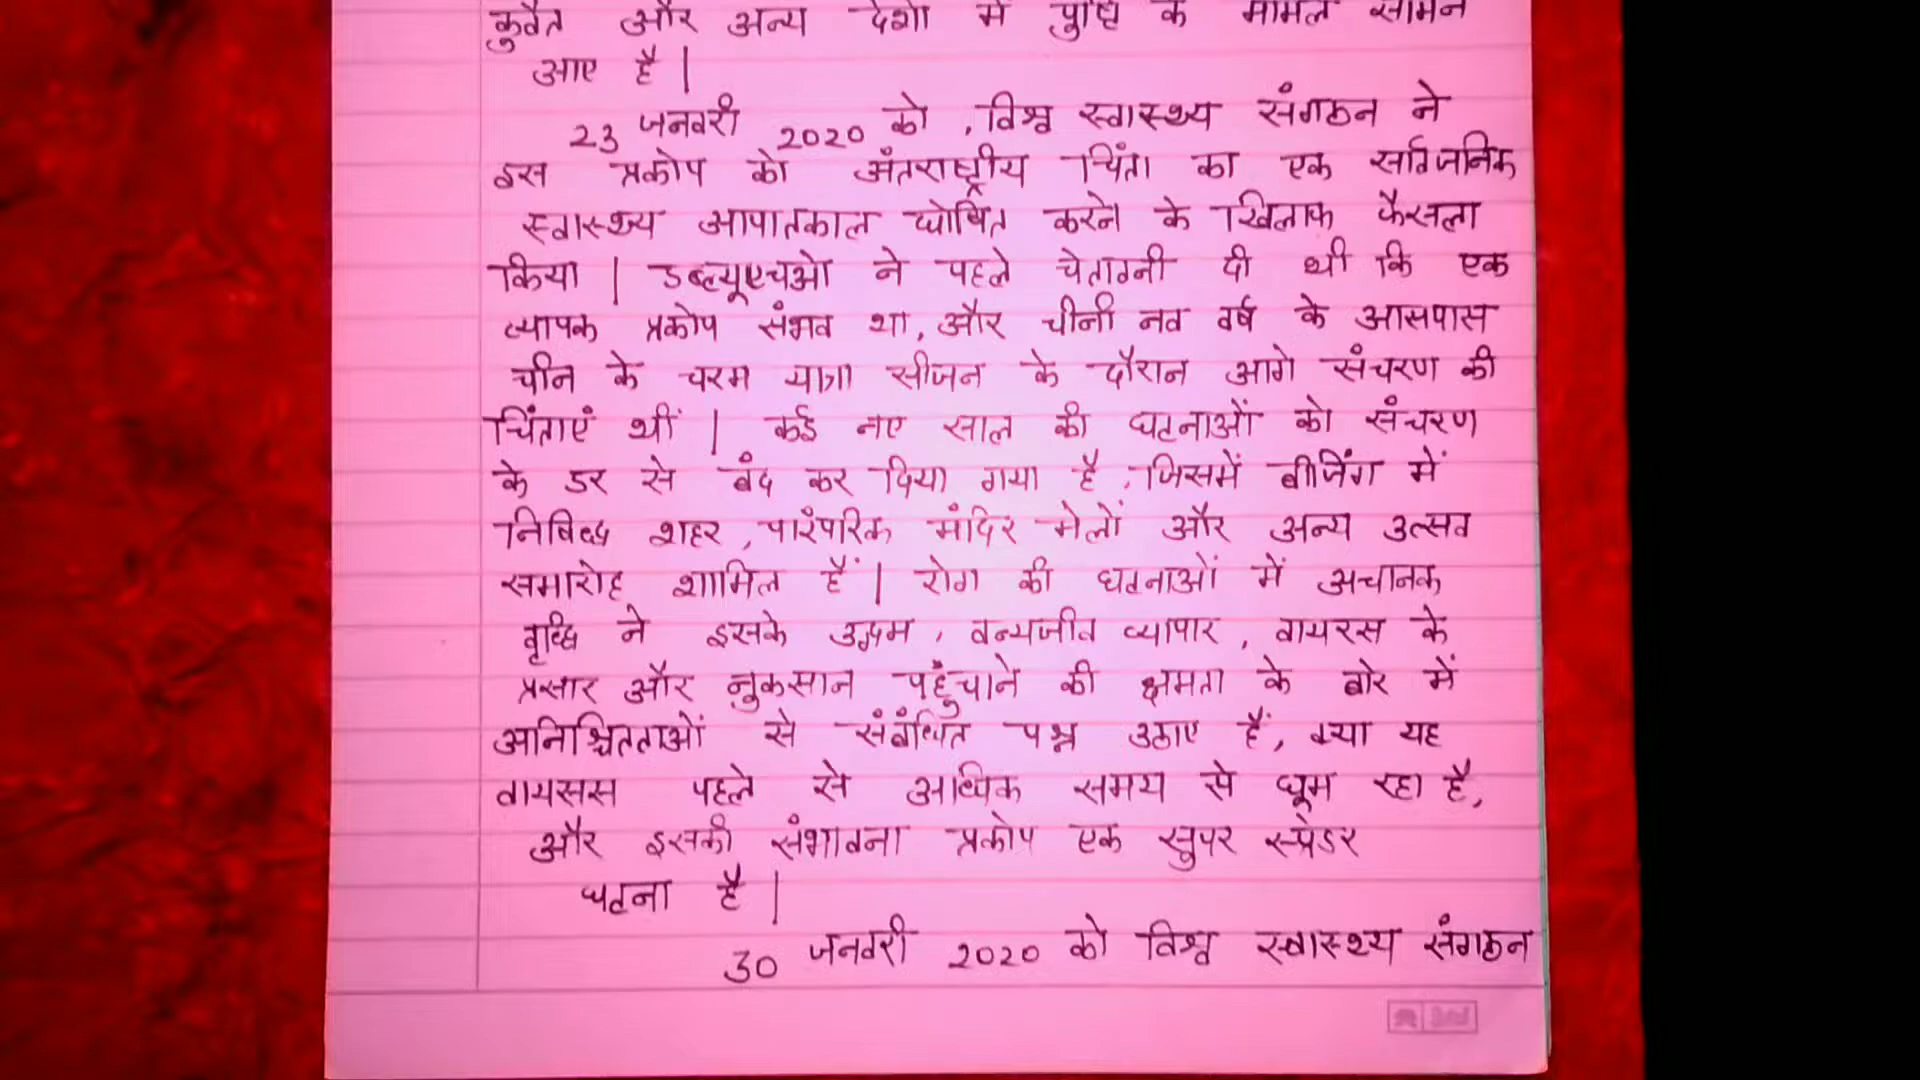 कुवैत और अन्य देशों में पुष्टि के मामले सामने
आए है |
23 जनवरी 2020 को , विश्व स्वास्थ्य संगठन ने
इस प्रकोप को अंतराष्ट्रीय चिंता का एक सार्वजनिक
स्वास्थ्य आपातकाल घोषित करने के खिलाफ फैसला
किया | डब्ल्यूएचओ ने पहले चेतावनी दी थी कि एक
व्यापक प्रकोप संभव था, और चीनी नव वर्ष के आसपास
चीन के चरम यात्रा सीजन के दौरान आगे संचरण की
चिंताएं थीं | कई नए साल की घटनाओं को संचरण
के डर से बंद कर दिया गया है , जिसमें बीजिंग में
निषिद्ध शहर , पारंपरिक मंदिर मेलों और अन्य उत्सव
समारोह शामिल हैं | रोग की घटनाओं में अचानक
वृद्धि ने इसके उद्गम , वन्यजीव व्यापार , वायरस के
प्रसार और नुकसान पहुंचाने की क्षमता के बारे में
अनिश्चितताओं से संबंधित पश्न उठाए हैं, क्या यह
वायसस पहले से अधिक समय से घूम रहा है,
और इसकी संभावना प्रकोप एक सुपर स्प्रेडर
घटना है |
30 जनवरी 2020 को विश्व स्वास्थ्य संगठन